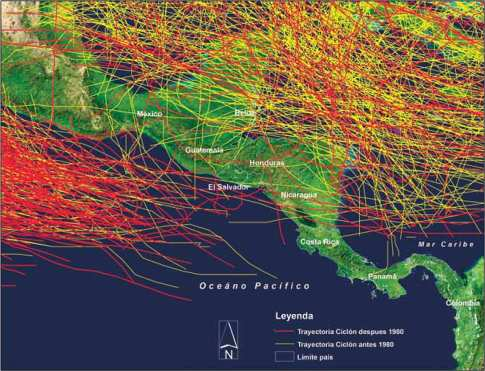 México
Belize
Guatemala
Honduras
El Salvador
Nicaragua
Costa Rica
Mar Caribe
Panamá
Océano Pacífico
Colombia
Leyenda
Trayectoria Ciclón despues 1980
Trayectoria Ciclón antes 1980
Límite país
N